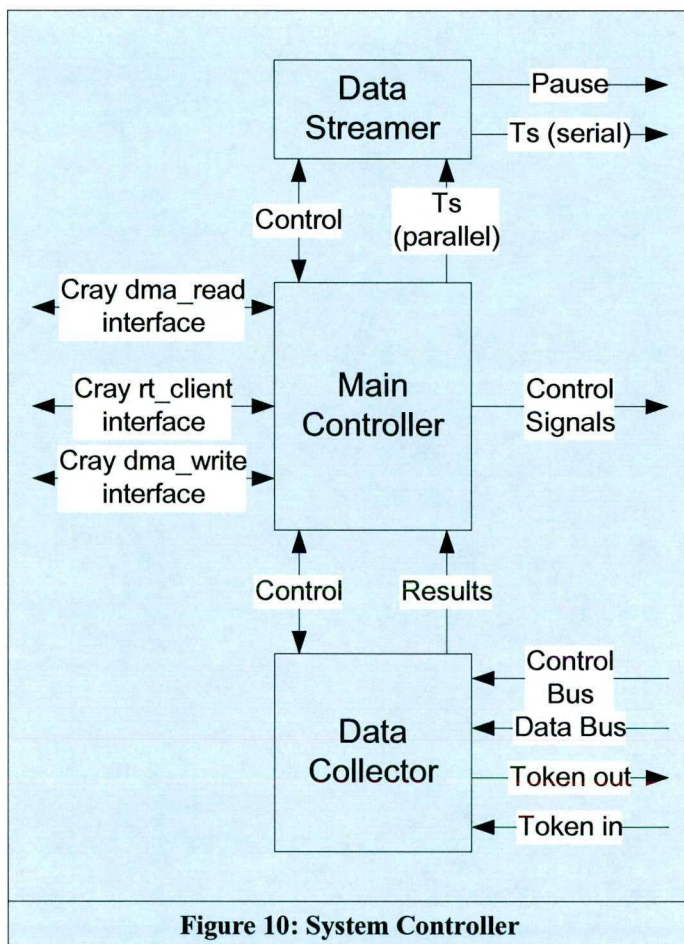 Data
Streamer
Pause
Ts (serial)
Control
Ts
(parallel)
Cray dma_read
interface
Cray rt_client
interface
Cray dma_write
interface
Main
Controller
Control
Signals
Control
Results
Data
Collector
Control
Bus
Data Bus
Token out
Token in
Figure 10: System Controller